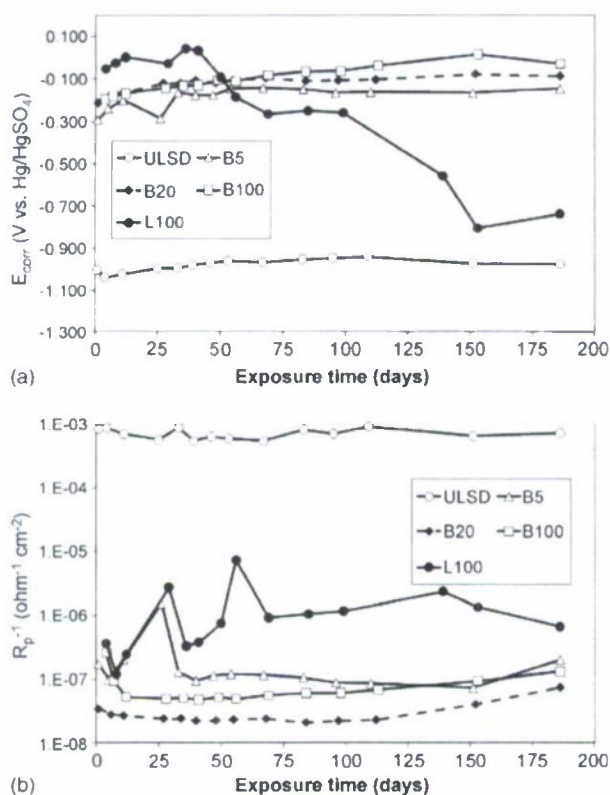 0.100
-0.100
-0.300
-0.500
-0.700
-0.900
-1.100
-1.300
E_corr (V vs. Hg/HgSO4)
ULSD
B5
B20
B100
L100
0 25 50 75 100 125 150 175 200
Exposure time (days)
(a)
1.E-03
1.E-04
1.E-05
1.E-06
1.E-07
1.E-08
Rp-1 (ohm-1 cm-2)
ULSD
B5
B20
B100
L100
0 25 50 75 100 125 150 175 200
Exposure time (days)
(b)